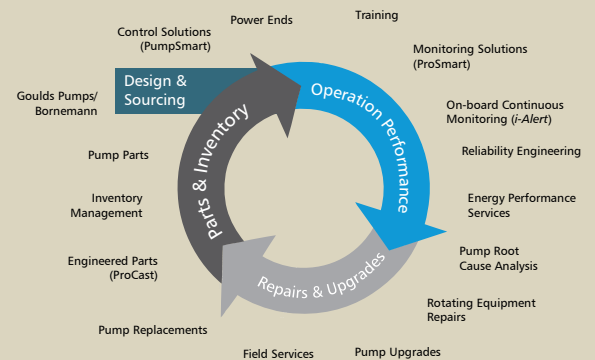 Power Ends
Training
Control Solutions
(PumpSmart)
Monitoring Solutions
(ProSmart)
Design &
Sourcing
Operation Performance
Goulds Pumps/
Bornemann
On-board Continuous
Monitoring (i-Alert)
Parts & Inventory
Pump Parts
Reliability Engineering
Inventory
Management
Energy Performance
Services
Engineered Parts
(ProCast)
Pump Root
Cause Analysis
Repairs & Upgrades
Rotating Equipment
Repairs
Pump Replacements
Field Services
Pump Upgrades